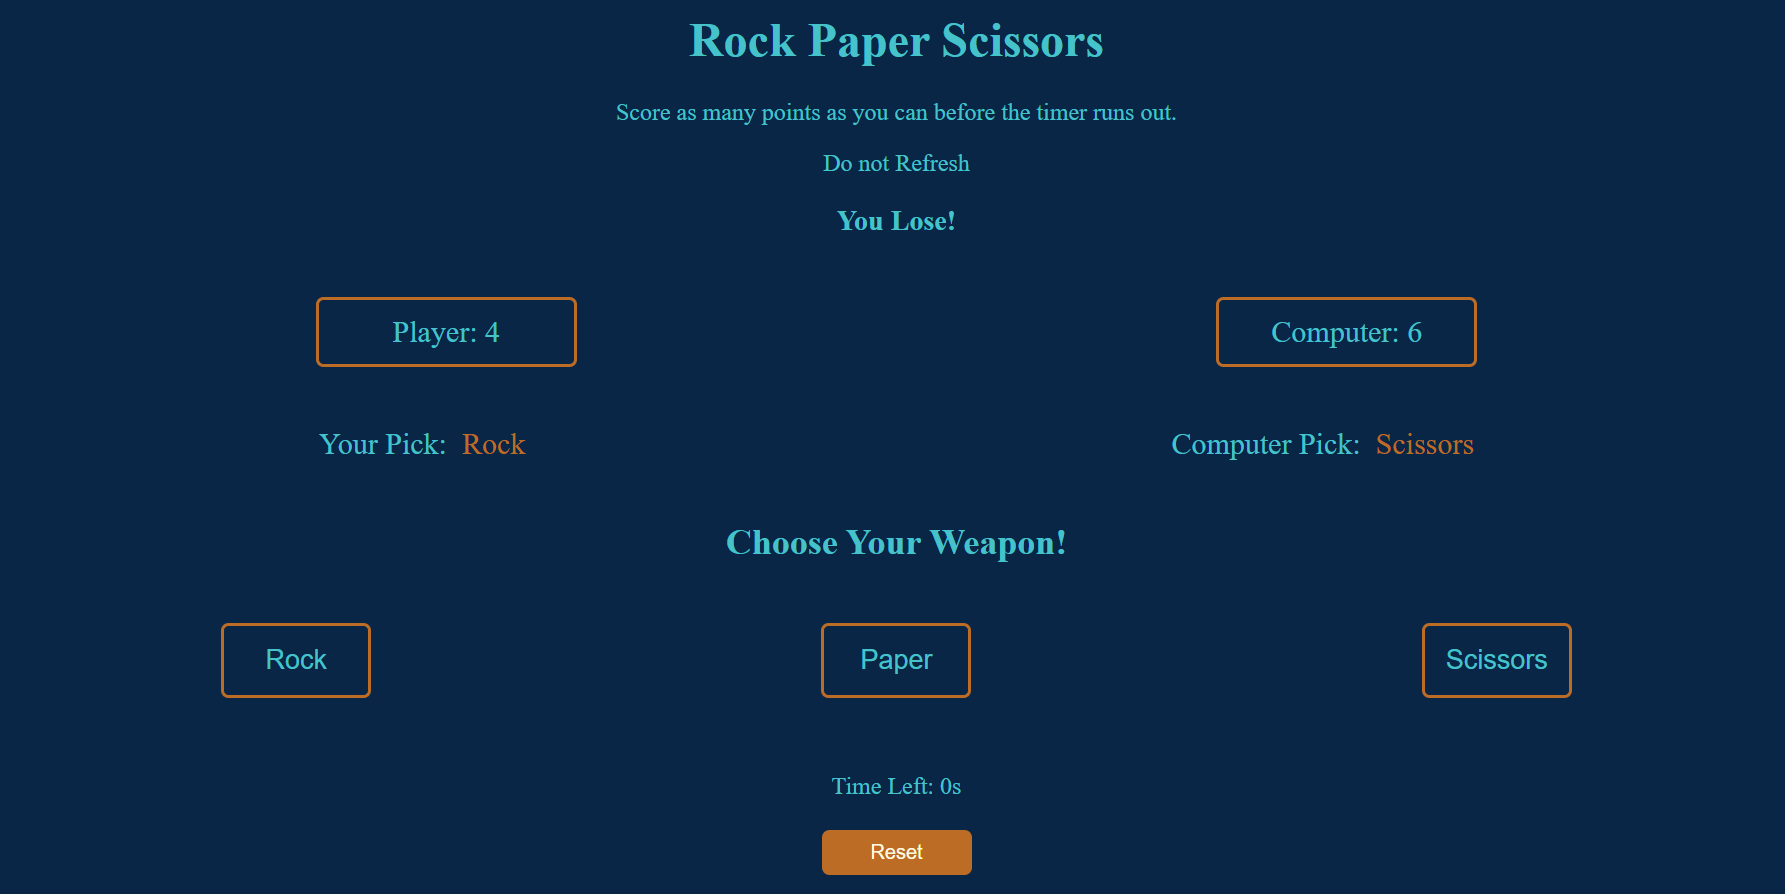 Rock Paper Scissors
Score as many points as you can before the timer runs out.
Do not Refresh
You Lose!
Player: 4
Computer: 6
Your Pick: Rock
Computer Pick: Scissors
Choose Your Weapon!
Rock
Paper
Scissors
Time Left: 0s
Reset